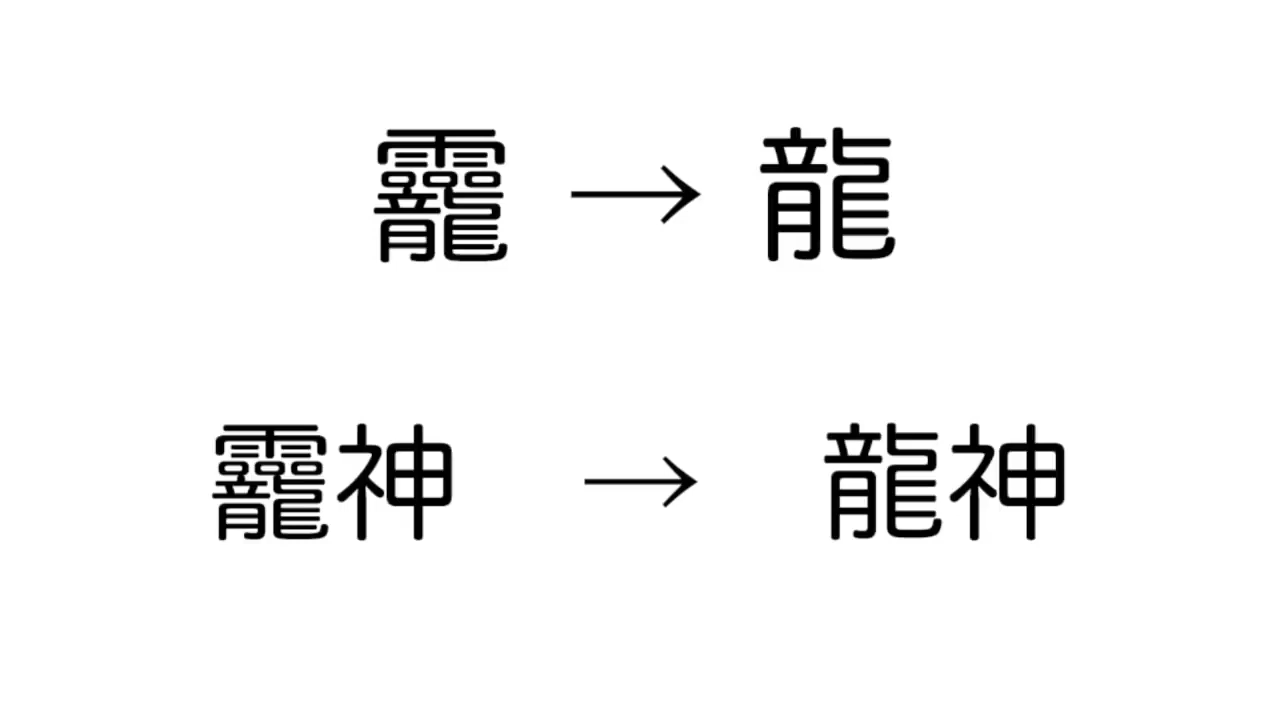 龗 → 龍
龗神 → 龍神